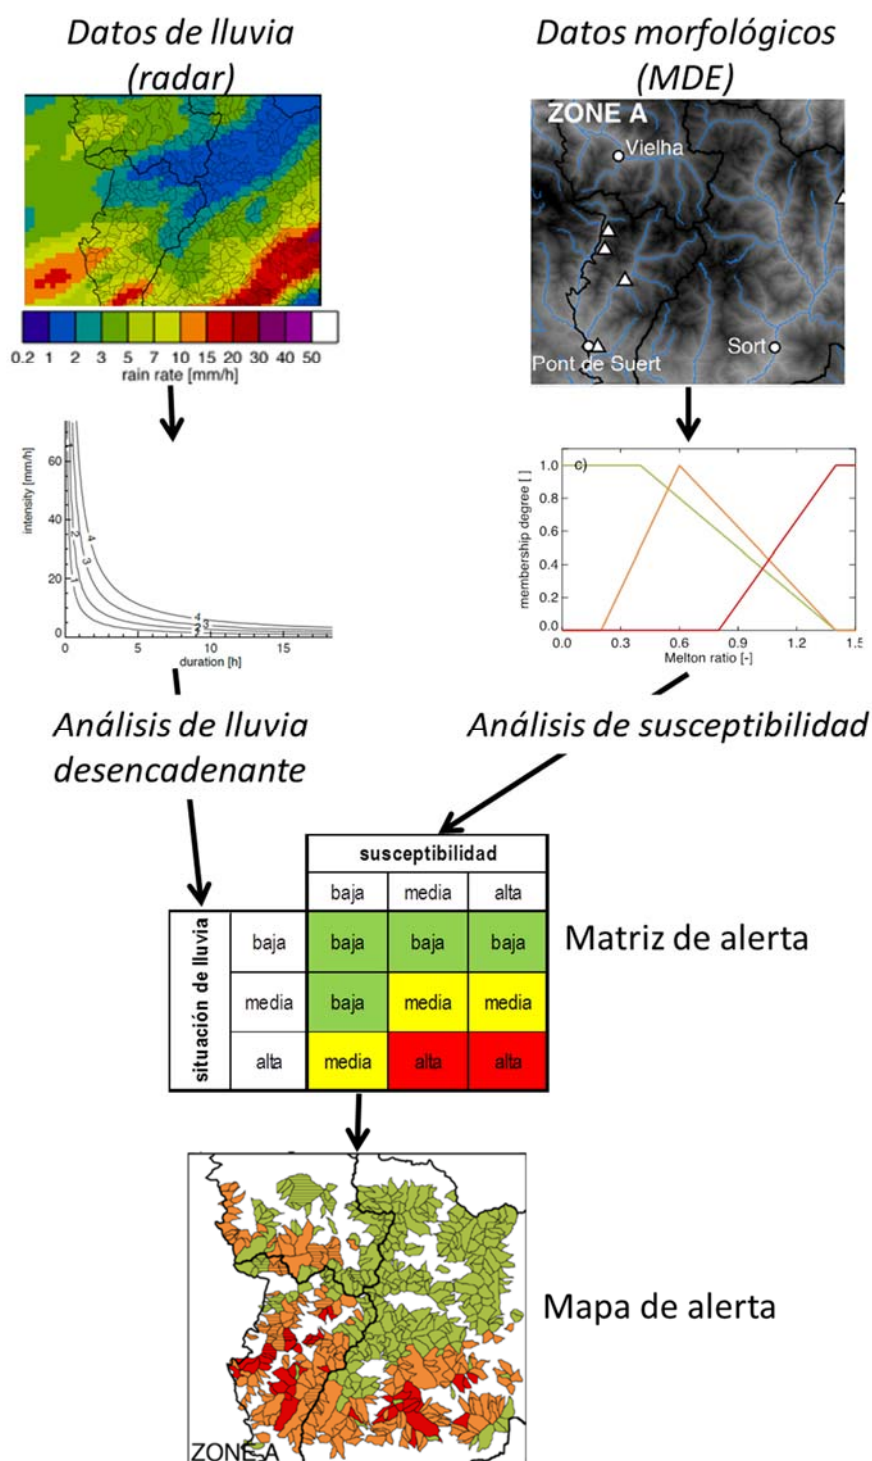 Datos de lluvia
(radar)
Datos morfológicos
(MDE)
ZONE A
Vielha
Pont de Suert
Sort
0.2 1 2 3 5 7 10 15 20 30 40 50
rain rate [mm/h]
intensity [mm/h]
60
40
20
0
1
2
3
4
1
2
3
4
0 5 10 15
duration [h]
membership degree [ ]
c)
1.0
0.8
0.6
0.4
0.2
0.0
0.0 0.3 0.6 0.9 1.2 1.5
Melton ratio [-]
Análisis de lluvia
desencadenante
Análisis de susceptibilidad
susceptibilidad
baja media alta
situación de lluvia
baja baja baja baja
media baja media media
alta media alta alta
Matriz de alerta
Mapa de alerta
ZONE A